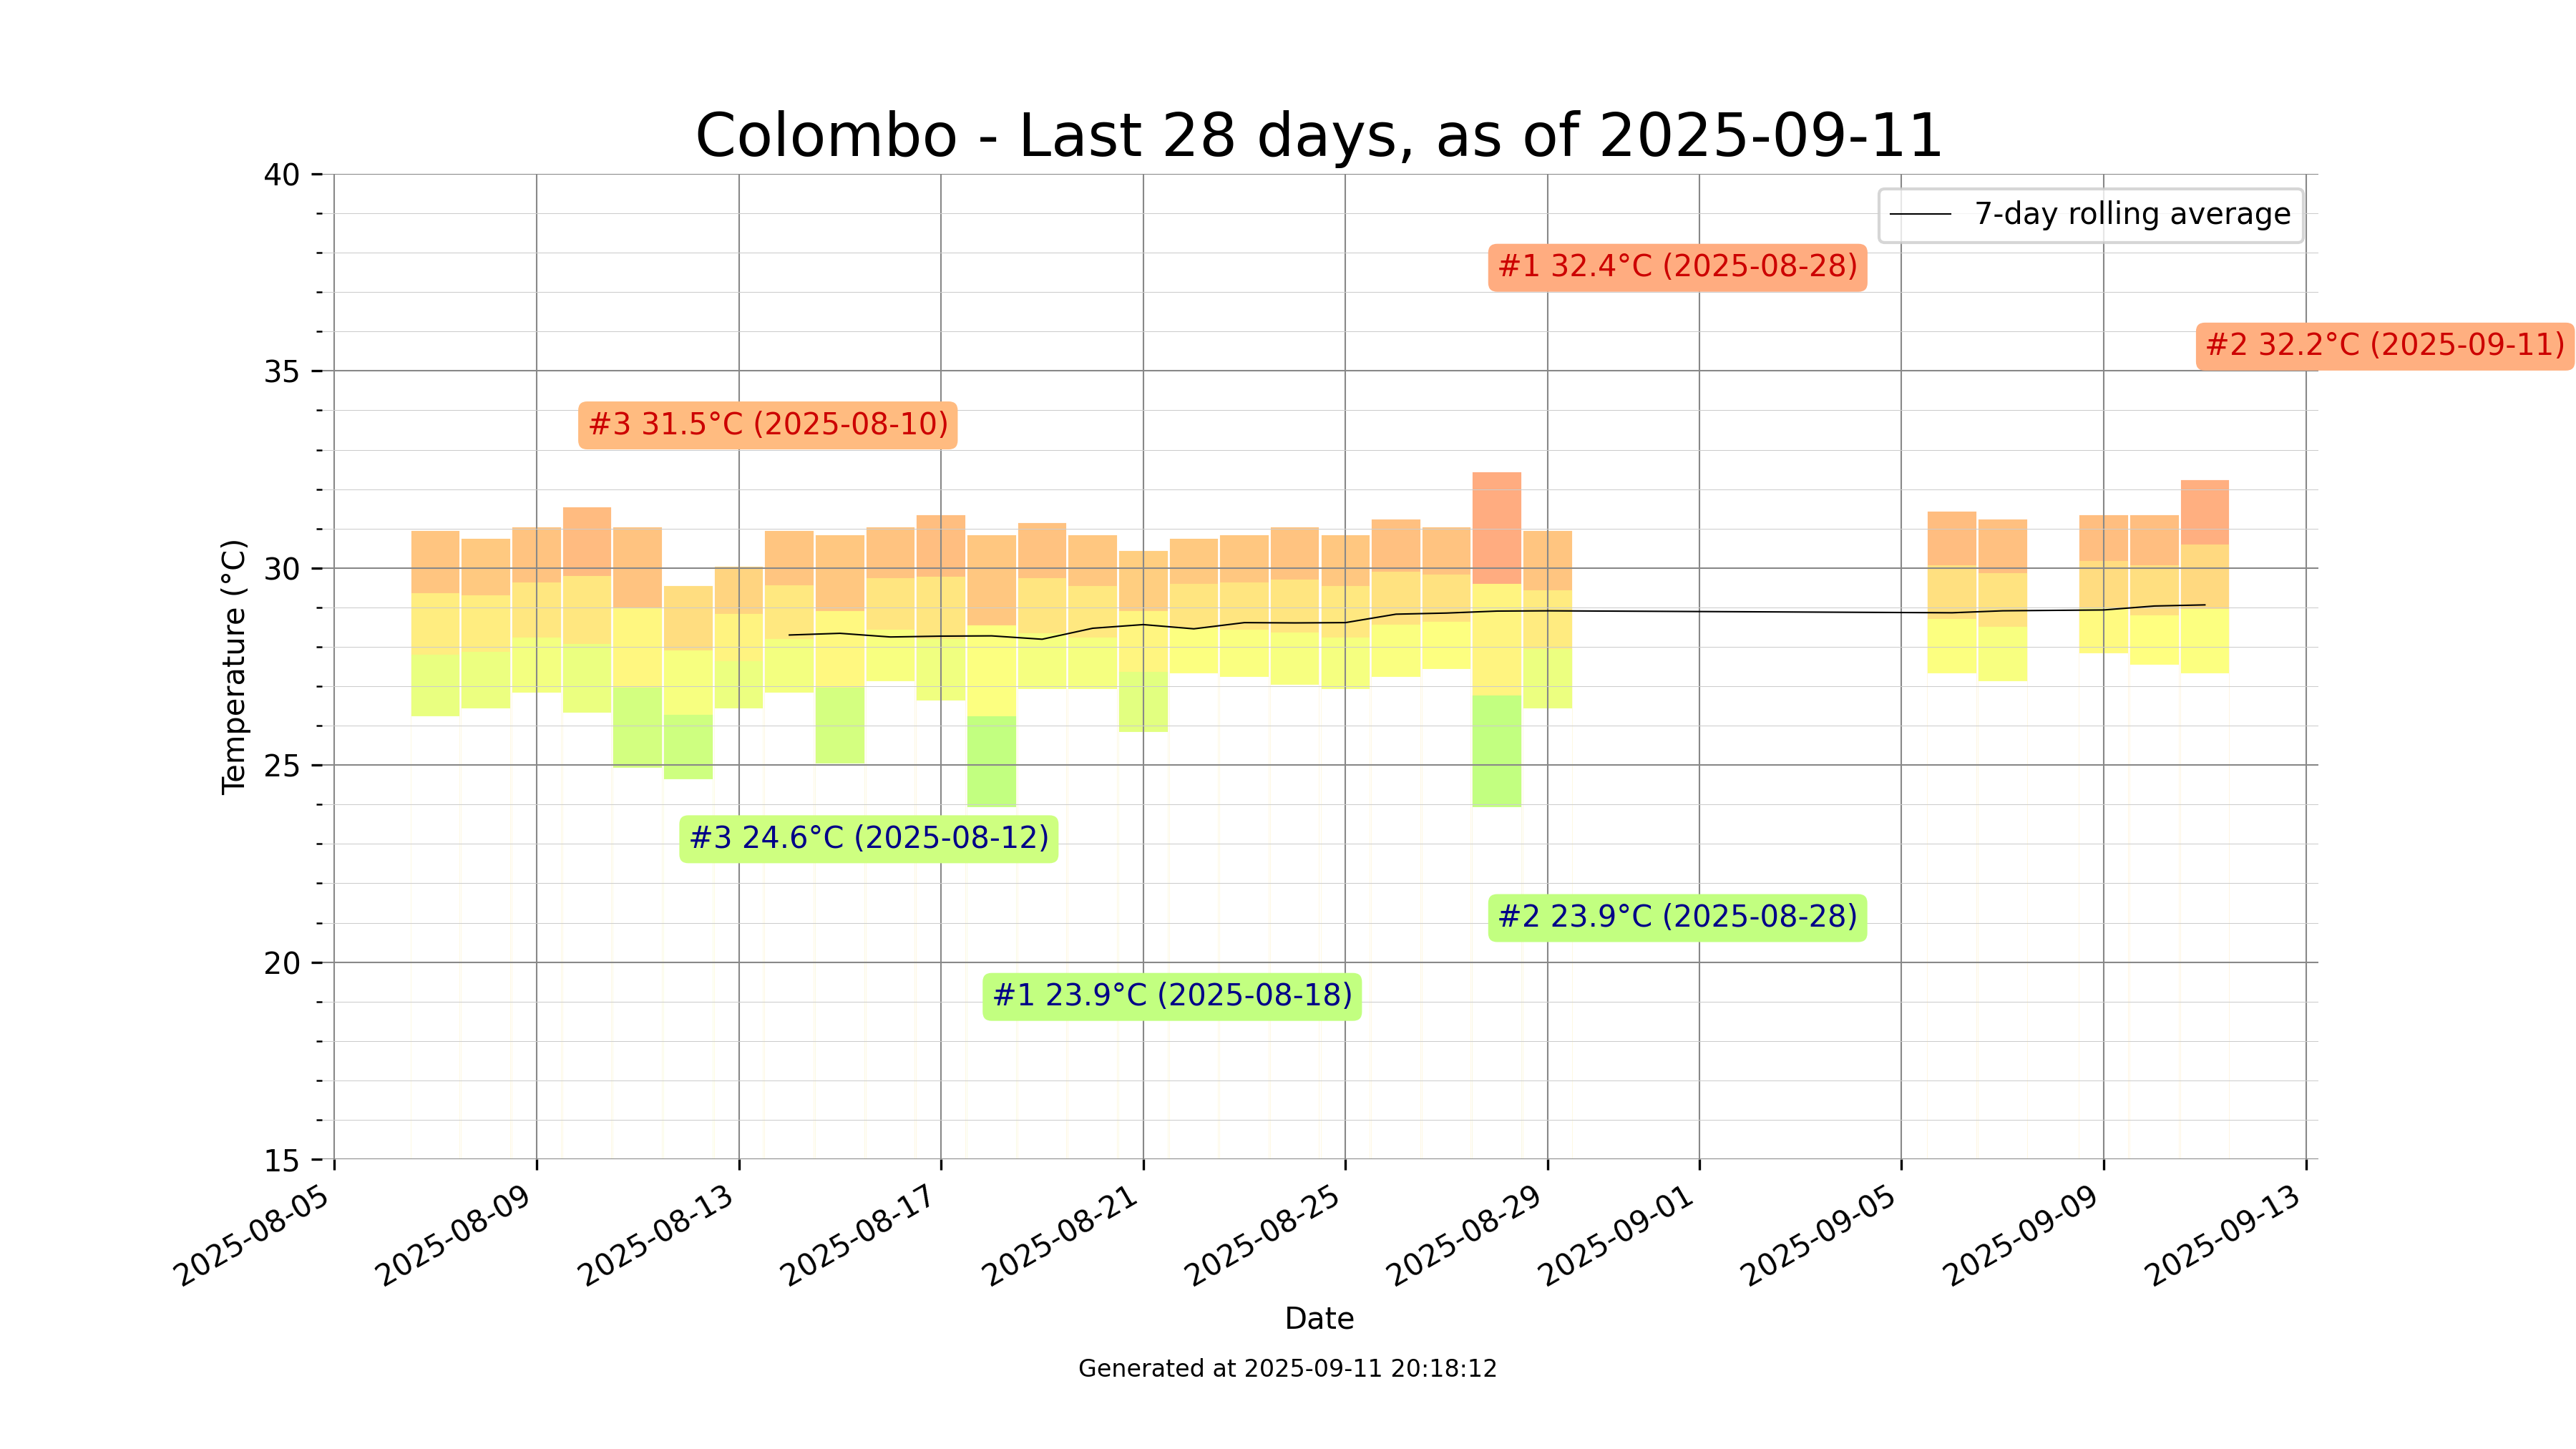 Colombo - Last 28 days, as of 2025-09-11
40
7-day rolling average
#1 32.4°C (2025-08-28)
#2 32.2°C (2025-09-11)
35
#3 31.5°C (2025-08-10)
30
Temperature (°C)
25
#3 24.6°C (2025-08-12)
#2 23.9°C (2025-08-28)
20
#1 23.9°C (2025-08-18)
15
2025-08-05
2025-08-09
2025-08-13
2025-08-17
2025-08-21
2025-08-25
2025-08-29
2025-09-01
2025-09-05
2025-09-09
2025-09-13
Date
Generated at 2025-09-11 20:18:12